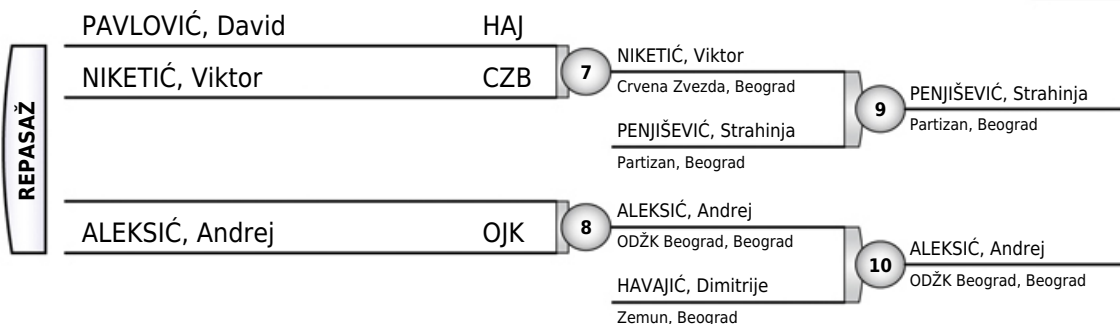 REPASAŽ
PAVLOVIĆ, David HAJ
NIKETIĆ, Viktor CZB
7
NIKETIĆ, Viktor
Crvena Zvezda, Beograd
PENJIŠEVIĆ, Strahinja
Partizan, Beograd
9
PENJIŠEVIĆ, Strahinja
Partizan, Beograd
ALEKSIĆ, Andrej OJK
8
ALEKSIĆ, Andrej
ODŽK Beograd, Beograd
HAVAJIĆ, Dimitrije
Zemun, Beograd
10
ALEKSIĆ, Andrej
ODŽK Beograd, Beograd